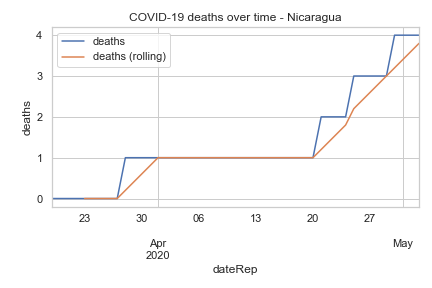 COVID-19 deaths over time - Nicaragua
deaths
deaths (rolling)
4
3
2
1
0
deaths
23 30 06 13 20 27
Apr May
2020
dateRep